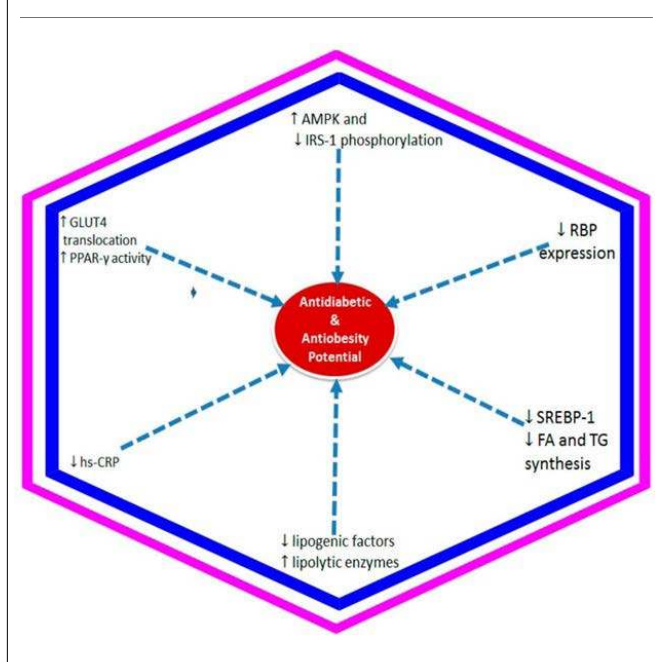 ↑ AMPK and
↓ IRS-1 phosphorylation
↑ GLUT4
translocation
↑ PPAR-γ activity
↓ RBP
expression
Antidiabetic
&
Antiobesity
Potential
↓ hs-CRP
↓ SREBP-1
↓ FA and TG
synthesis
↓ lipogenic factors
↑ lipolytic enzymes